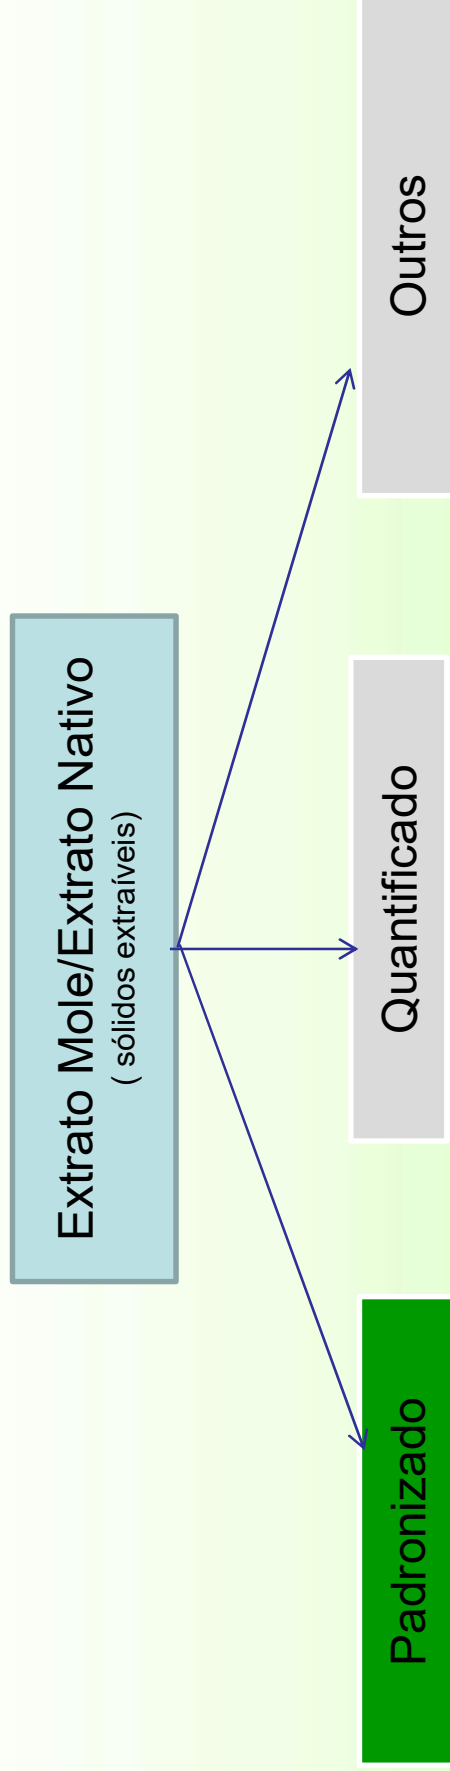 Extrato Mole/Extrato Nativo
( sólidos extraíveis)
Padronizado
Quantificado
Outros